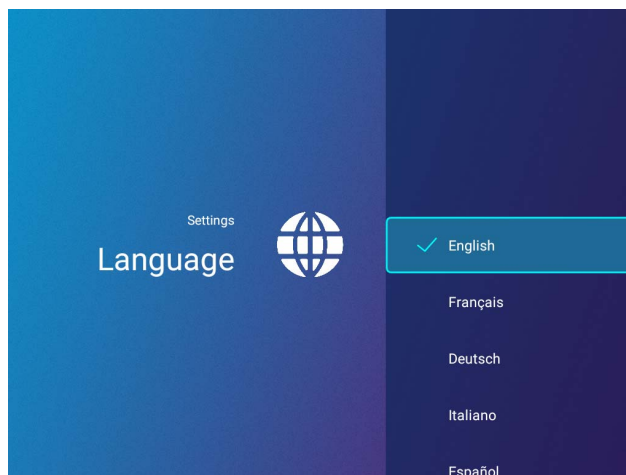 Settings
Language
English
Français
Deutsch
Italiano
Español